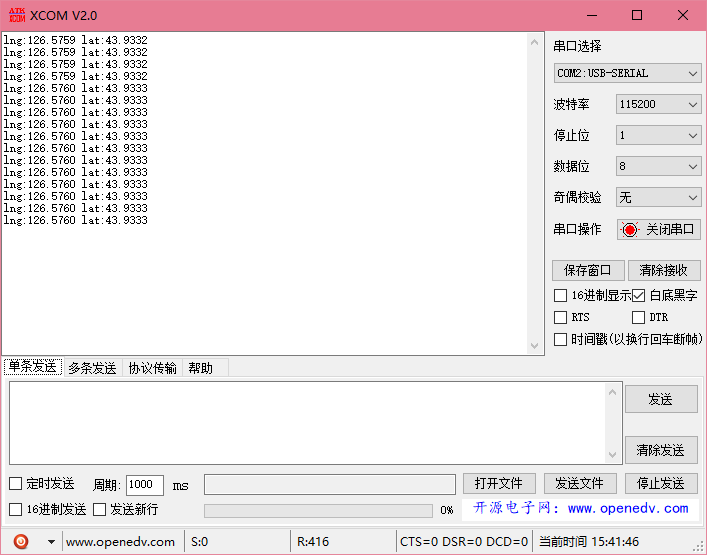 ATK
XCOM
XCOM V2.0
lng:126.5759 lat:43.9332
lng:126.5759 lat:43.9332
lng:126.5759 lat:43.9332
lng:126.5759 lat:43.9332
lng:126.5760 lat:43.9333
lng:126.5760 lat:43.9333
lng:126.5760 lat:43.9333
lng:126.5760 lat:43.9333
lng:126.5760 lat:43.9333
lng:126.5760 lat:43.9333
lng:126.5760 lat:43.9333
lng:126.5760 lat:43.9333
lng:126.5760 lat:43.9333
lng:126.5760 lat:43.9333
lng:126.5760 lat:43.9333
lng:126.5760 lat:43.9333
串口选择
COM2:USB-SERIAL
波特率 115200
停止位 1
数据位 8
奇偶校验 无
串口操作 关闭串口
保存窗口 清除接收
16进制显示 白底黑字
RTS DTR
时间戳(以换行回车断帧)
单条发送 多条发送 协议传输 帮助
发送
清除发送
定时发送 周期: 1000 ms 打开文件 发送文件 停止发送
16进制发送 发送新行 0% 开源电子网: www.openedv.com
www.openedv.com S:0 R:416 CTS=0 DSR=0 DCD=0 当前时间 15:41:46